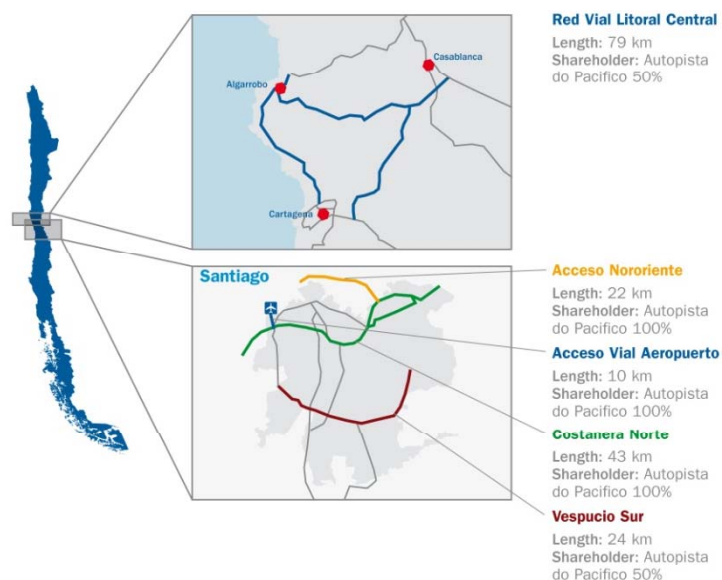 Red Vial Litoral Central
Length: 79 km
Shareholder: Autopista
do Pacifico 50%
Casablanca
Algarrobo
Cartagena
Santiago
Acceso Nororiente
Length: 22 km
Shareholder: Autopista
do Pacifico 100%
Acceso Vial Aeropuerto
Length: 10 km
Shareholder: Autopista
do Pacifico 100%
Costanera Norte
Length: 43 km
Shareholder: Autopista
do Pacifico 100%
Vespucio Sur
Length: 24 km
Shareholder: Autopista
do Pacifico 50%